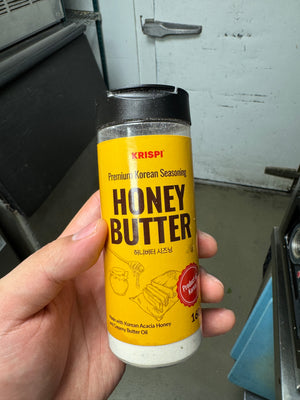 KRISPI
Premium Korean Seasoning
HONEY
BUTTER
허니버터 시즈닝
Made with Korean Acacia Honey
and Creamy Butter Oil